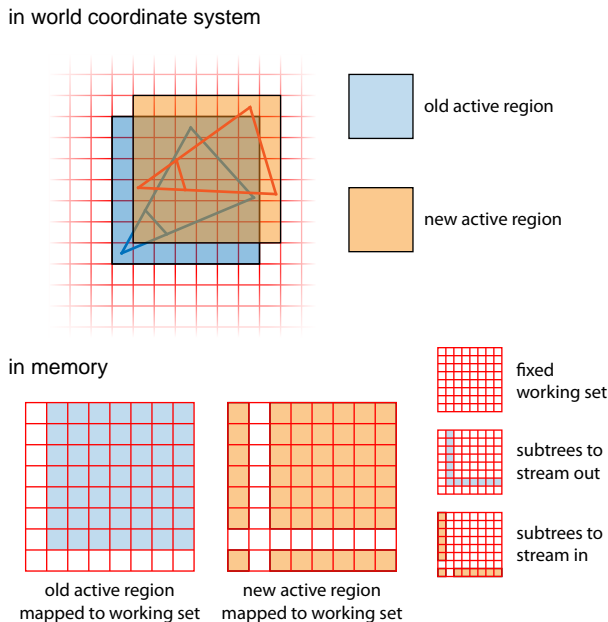 in world coordinate system
old active region
new active region
in memory
fixed
working set
subtrees to
stream out
subtrees to
stream in
old active region
mapped to working set
new active region
mapped to working set